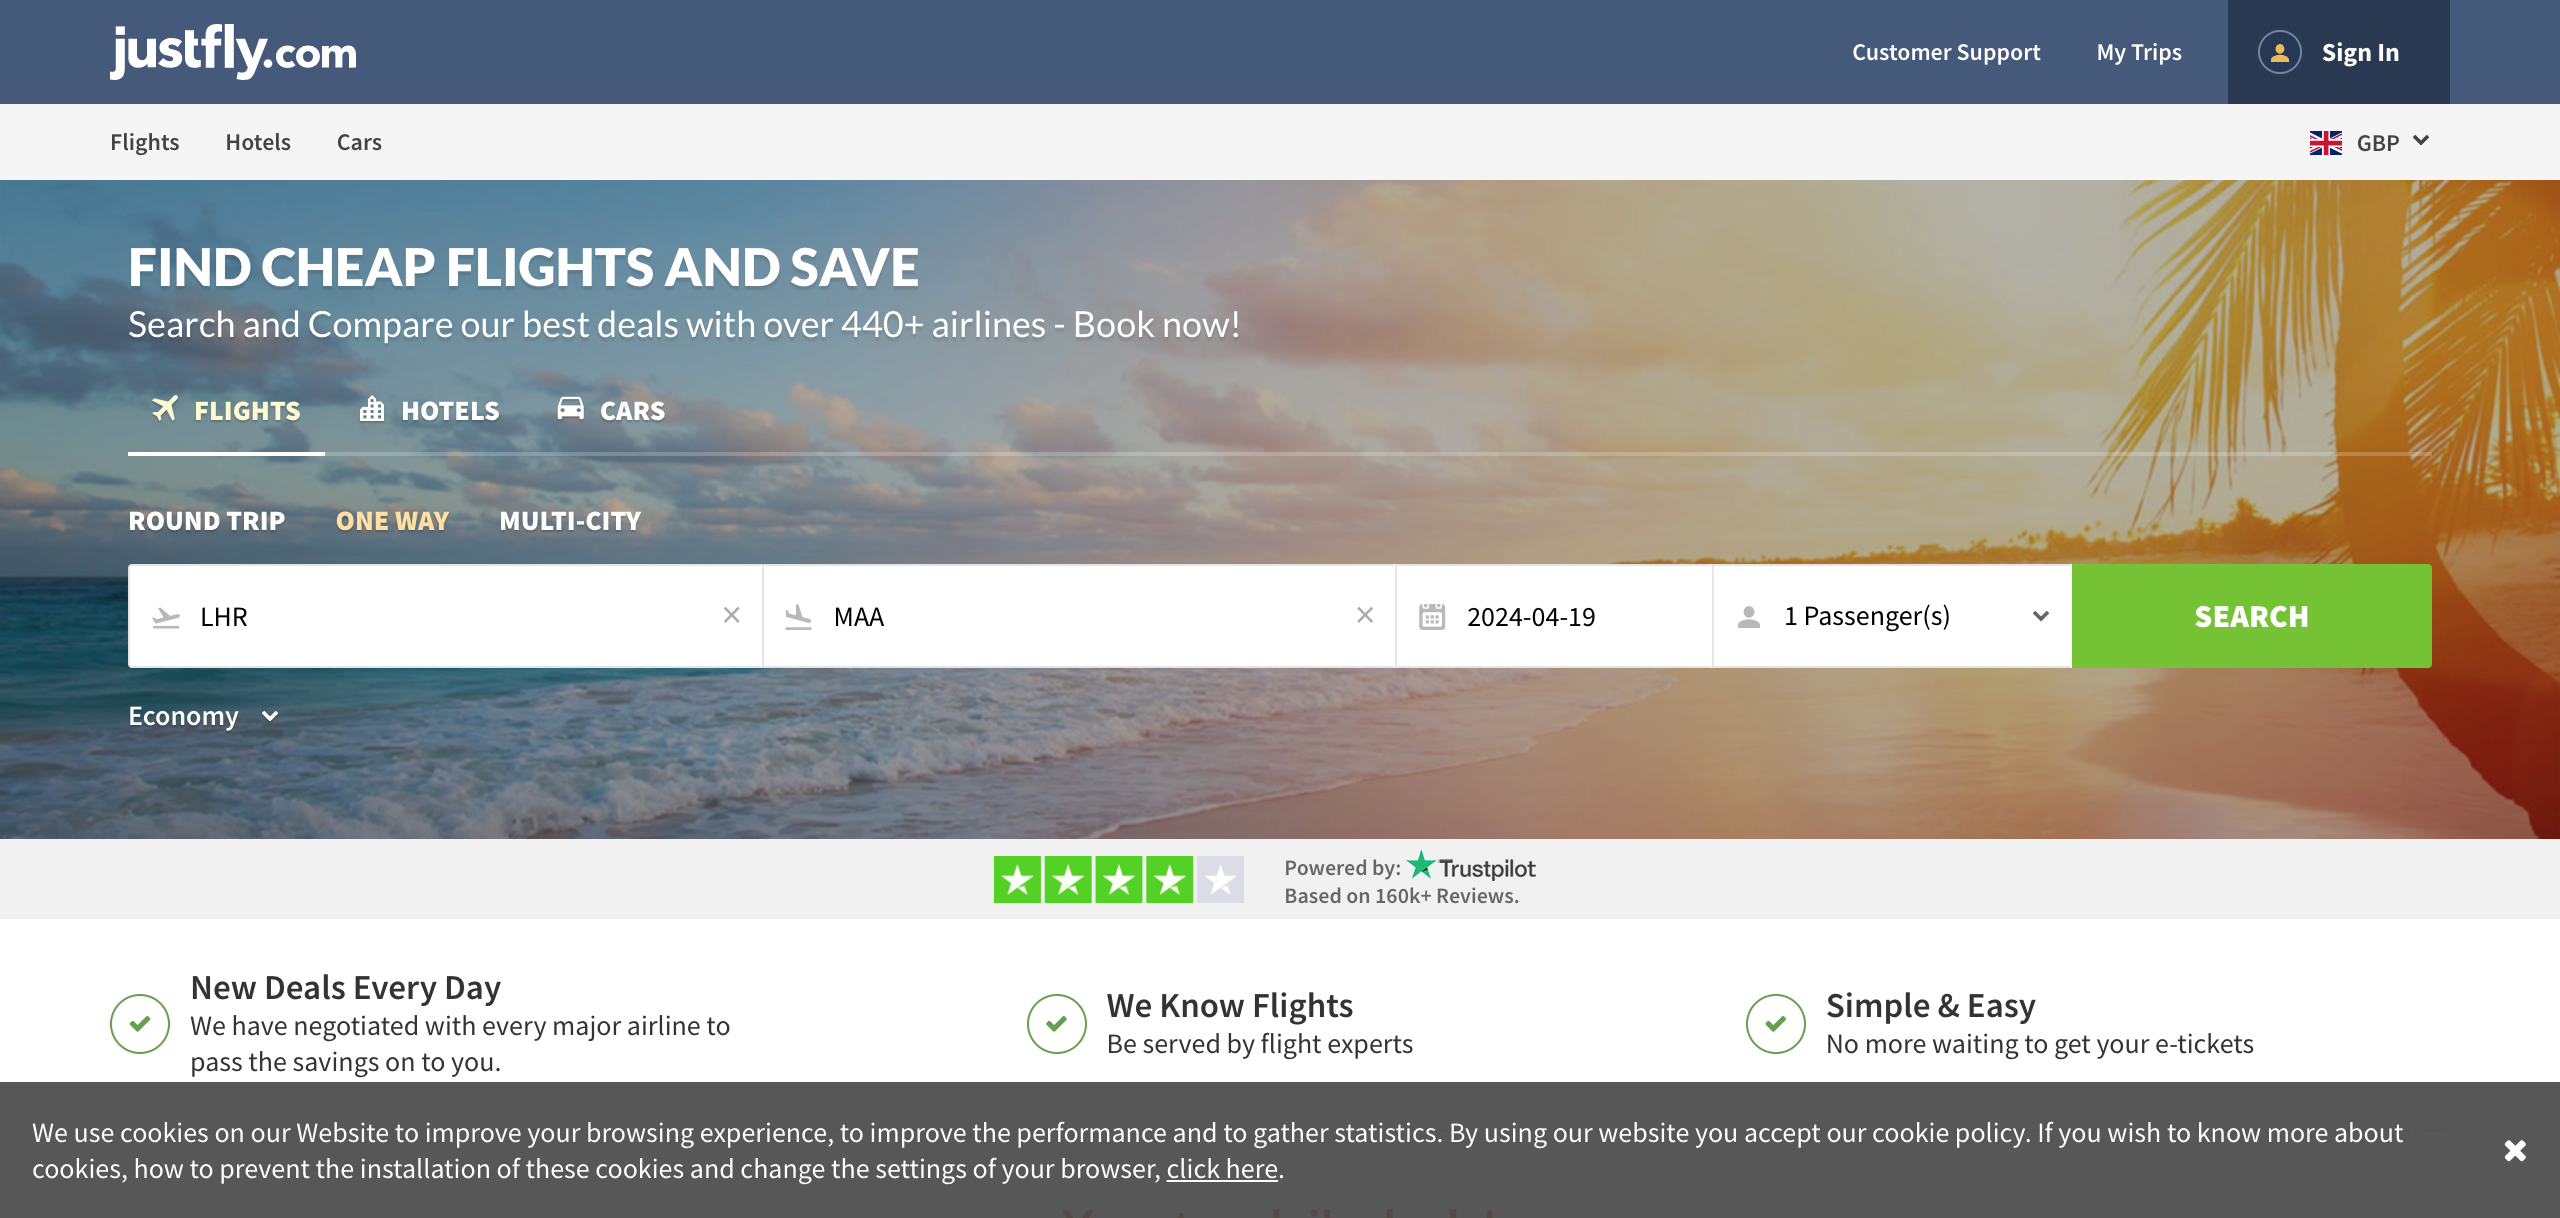 justfly.com
Customer Support
My Trips
Sign In
Flights
Hotels
Cars
GBP
FIND CHEAP FLIGHTS AND SAVE
Search and Compare our best deals with over 440+ airlines - Book now!
FLIGHTS
HOTELS
CARS
ROUND TRIP
ONE WAY
MULTI-CITY
LHR
MAA
2024-04-19
1 Passenger(s)
SEARCH
Economy
Powered by: Trustpilot
Based on 160k+ Reviews.
New Deals Every Day
We have negotiated with every major airline to
pass the savings on to you.
We Know Flights
Be served by flight experts
Simple & Easy
No more waiting to get your e-tickets
We use cookies on our Website to improve your browsing experience, to improve the performance and to gather statistics. By using our website you accept our cookie policy. If you wish to know more about
cookies, how to prevent the installation of these cookies and change the settings of your browser, click here.